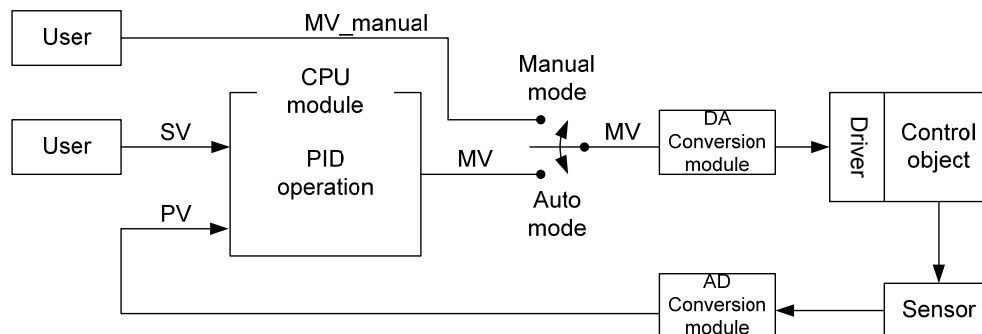 User
MV_manual
Manual
mode
CPU
module
User
SV
PID
operation
MV
MV
DA
Conversion
module
Driver
Control
object
Auto
mode
PV
AD
Conversion
module
Sensor